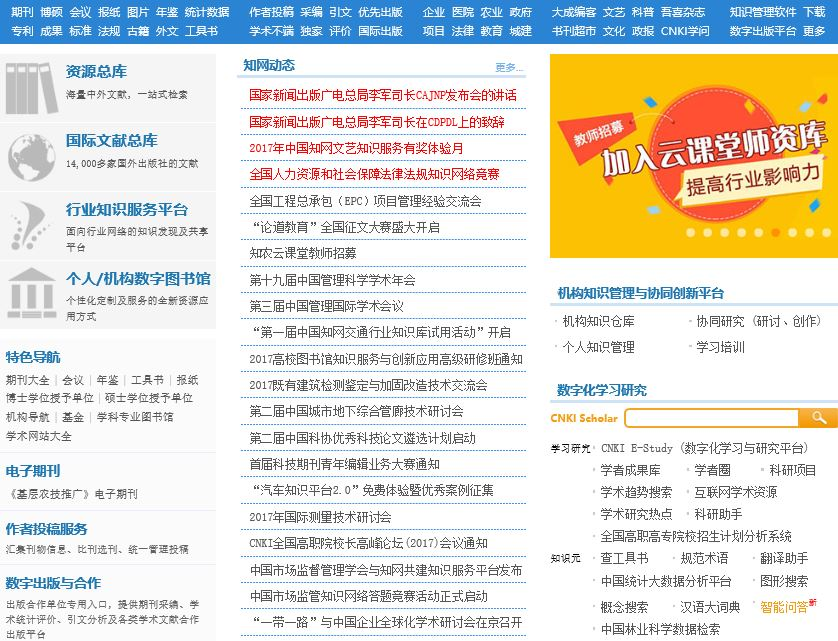 期刊 博硕 会议 报纸 图片 年鉴 统计数据 作者投稿 采编 引文 优先出版 企业 医院 农业 政府 大成编客 文艺 科普 吾喜杂志 知识管理软件 下载
专利 成果 标准 法规 古籍 外文 工具书 学术不端 独家 评价 国际出版 项目 法律 教育 城建 书刊超市 文化 政报 CNKI学问 数字出版平台 更多
资源总库
海量中外文献，一站式检索
国际文献总库
14,000多家国外出版社的文献
行业知识服务平台
面向行业网络的知识发现及共享
平台
个人/机构数字图书馆
个性化定制及服务的全新资源应
用方式
特色导航
期刊大全 | 会议 | 年鉴 | 工具书 | 报纸
博士学位授予单位 | 硕士学位授予单位
机构导航 | 基金 | 学科专业图书馆
学术网站大全
电子期刊
《基层农技推广》电子期刊
作者投稿服务
汇集刊物信息、比刊选刊、统一管理投稿
数字出版与合作
出版合作单位专用入口，提供期刊采编、学
术统计评价、引文分析及各类学术文献合作
出版平台
知网动态
更多...
国家新闻出版广电总局李军司长CAJNP发布会的讲话
国家新闻出版广电总局李军司长在CDPDL上的致辞
2017年中国知网文艺知识服务有奖体验月
全国人力资源和社会保障法律法规知识网络竞赛
全国工程总承包（EPC）项目管理经验交流会
“论道教育”全国征文大赛盛大开启
知农云课堂教师招募
第十九届中国管理科学学术年会
第三届中国管理国际学术会议
“第一届中国知网交通行业知识库试用活动”开启
2017高校图书馆知识服务与创新应用高级研修班通知
2017既有建筑检测鉴定与加固改造技术交流会
第二届中国城市地下综合管廊技术研讨会
第二届中国科协优秀科技论文遴选计划启动
首届科技期刊青年编辑业务大赛通知
“汽车知识平台2.0”免费体验暨优秀案例征集
2017年国际测量技术研讨会
CNKI全国高职院校长高峰论坛(2017)会议通知
中国市场监督管理学会与知网共建知识服务平台发布
中国市场监管知识网络答题竞赛活动正式启动
“一带一路”与中国企业全球化学术研讨会在京召开
教师招募
加入云课堂师资库
提高行业影响力
机构知识管理与协同创新平台
机构知识仓库 协同研究（研讨、创作）
个人知识管理 学习培训
数字化学习研究
CNKI Scholar
学习研究 CNKI E-Study（数字化学习与研究平台）
学者成果库 学者圈 科研项目
学术趋势搜索 互联网学术资源
学术研究热点 科研助手
全国高职高专院校招生计划分析系统
知识元 查工具书 规范术语 翻译助手
中国统计大数据分析平台 图形搜索
概念搜索 汉语大词典 智能问答新
中国林业科学数据检索